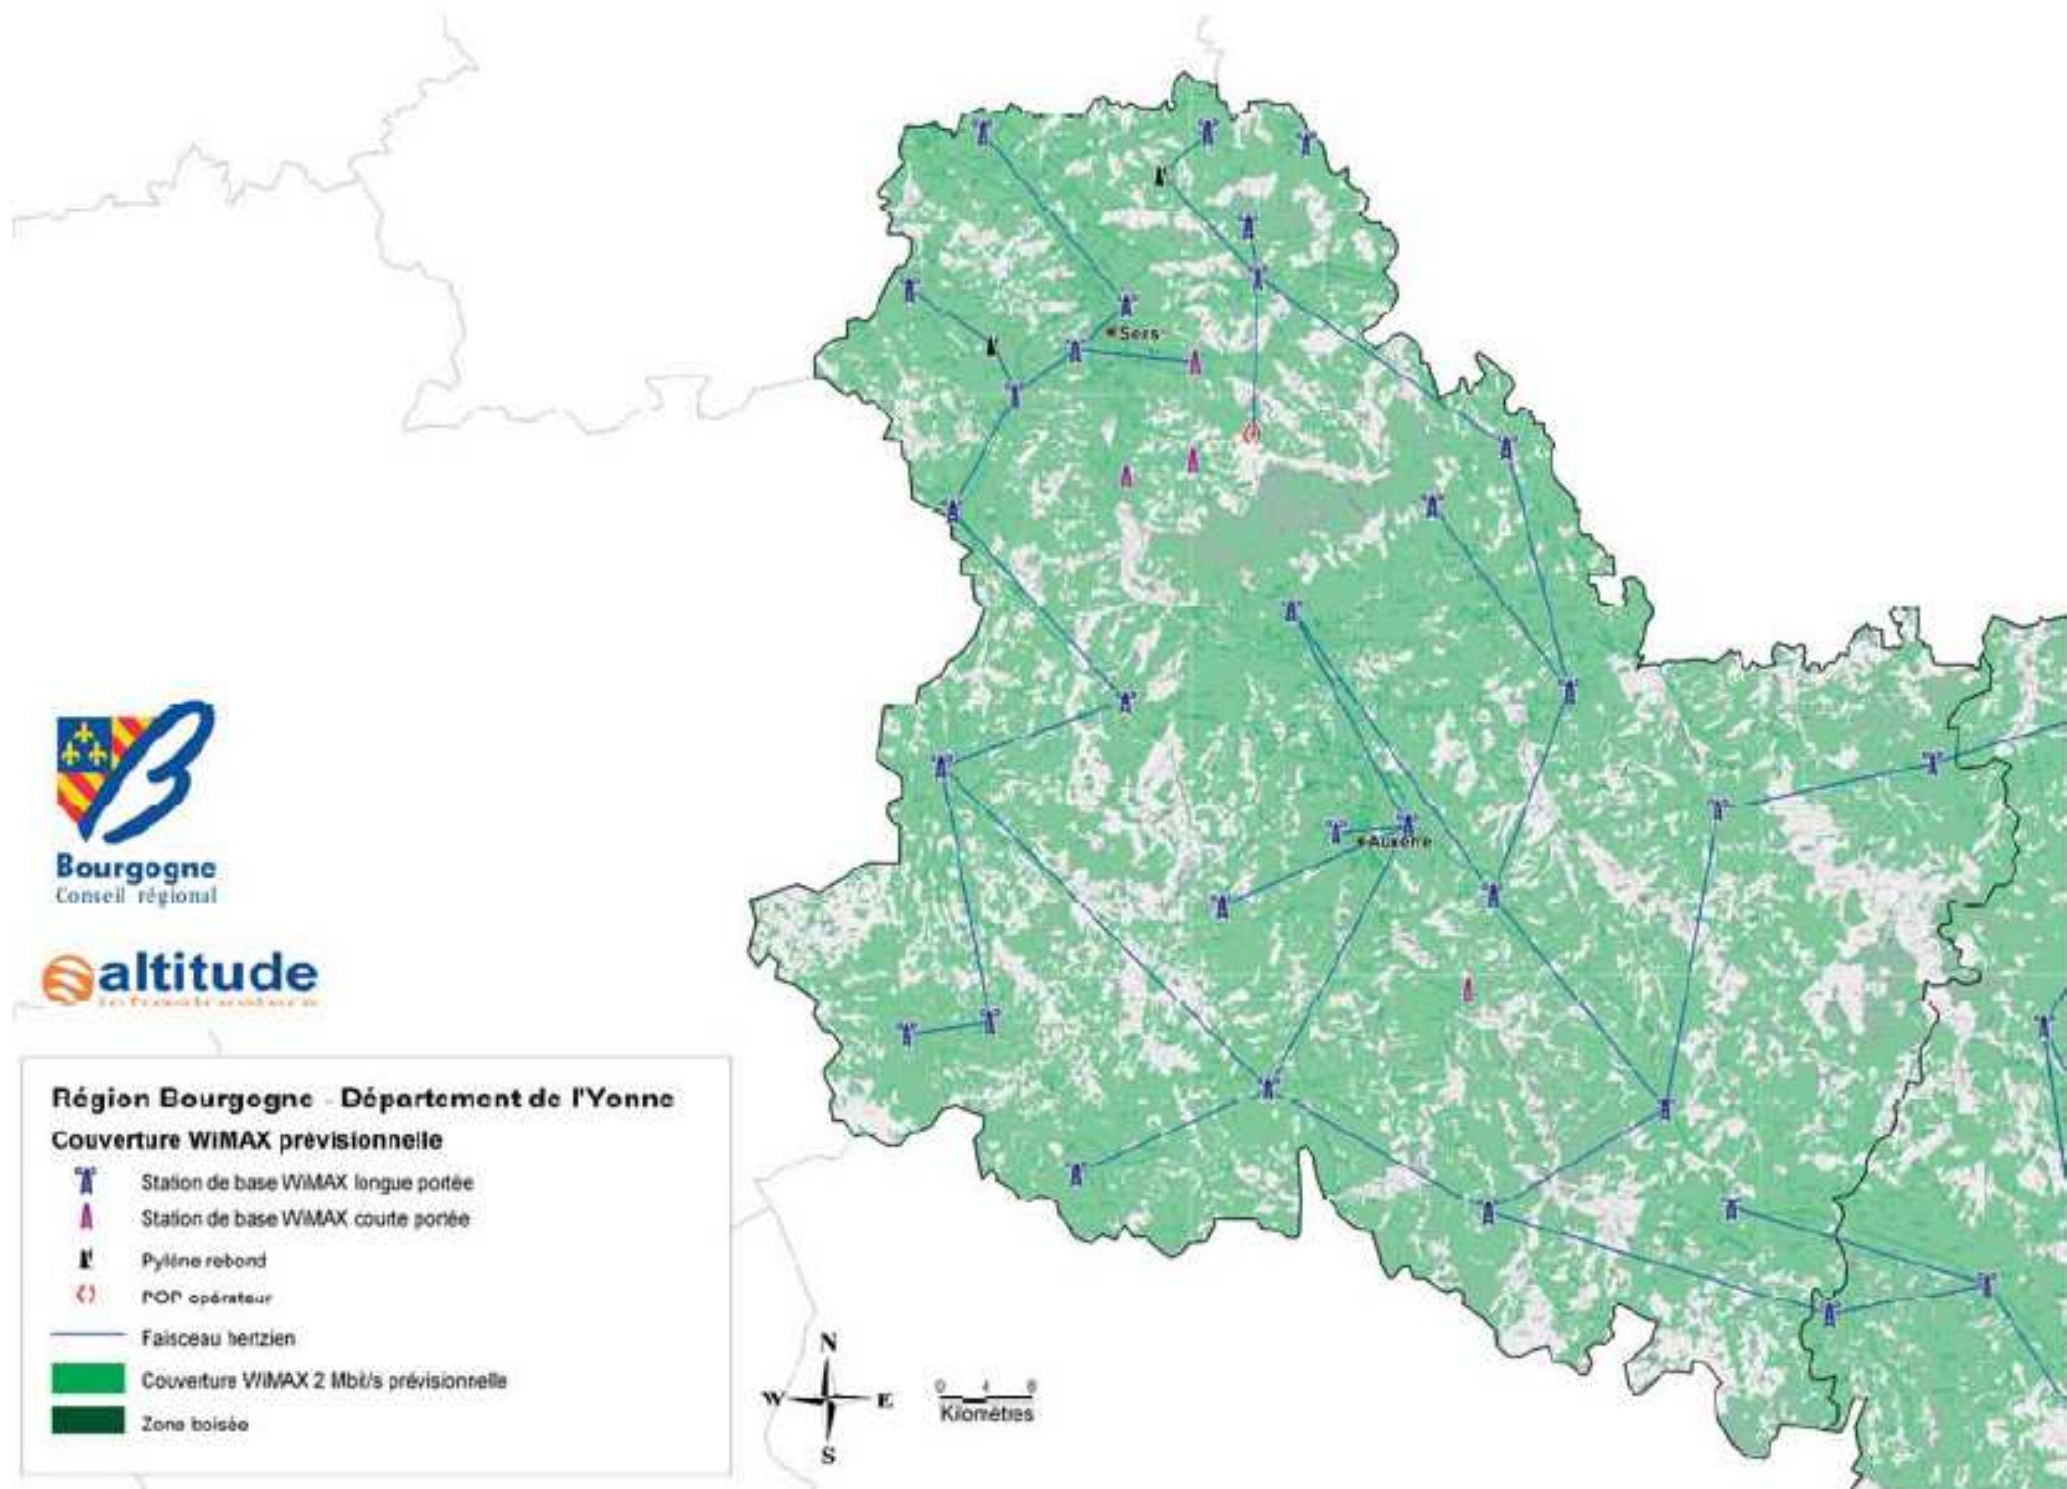 Sens
Auxerre
Bourgogne
Conseil régional
altitude
Région Bourgogne - Département de l'Yonne
Couverture WiMAX prévisionnelle
Station de base WiMAX longue portée
Station de base WiMAX courte portée
Pylône rebond
POP opérateur
Faisceau hertzien
Couverture WiMAX 2 Mbit/s prévisionnelle
Zone boisée
N
W E
S
0 4 8
Kilomètres